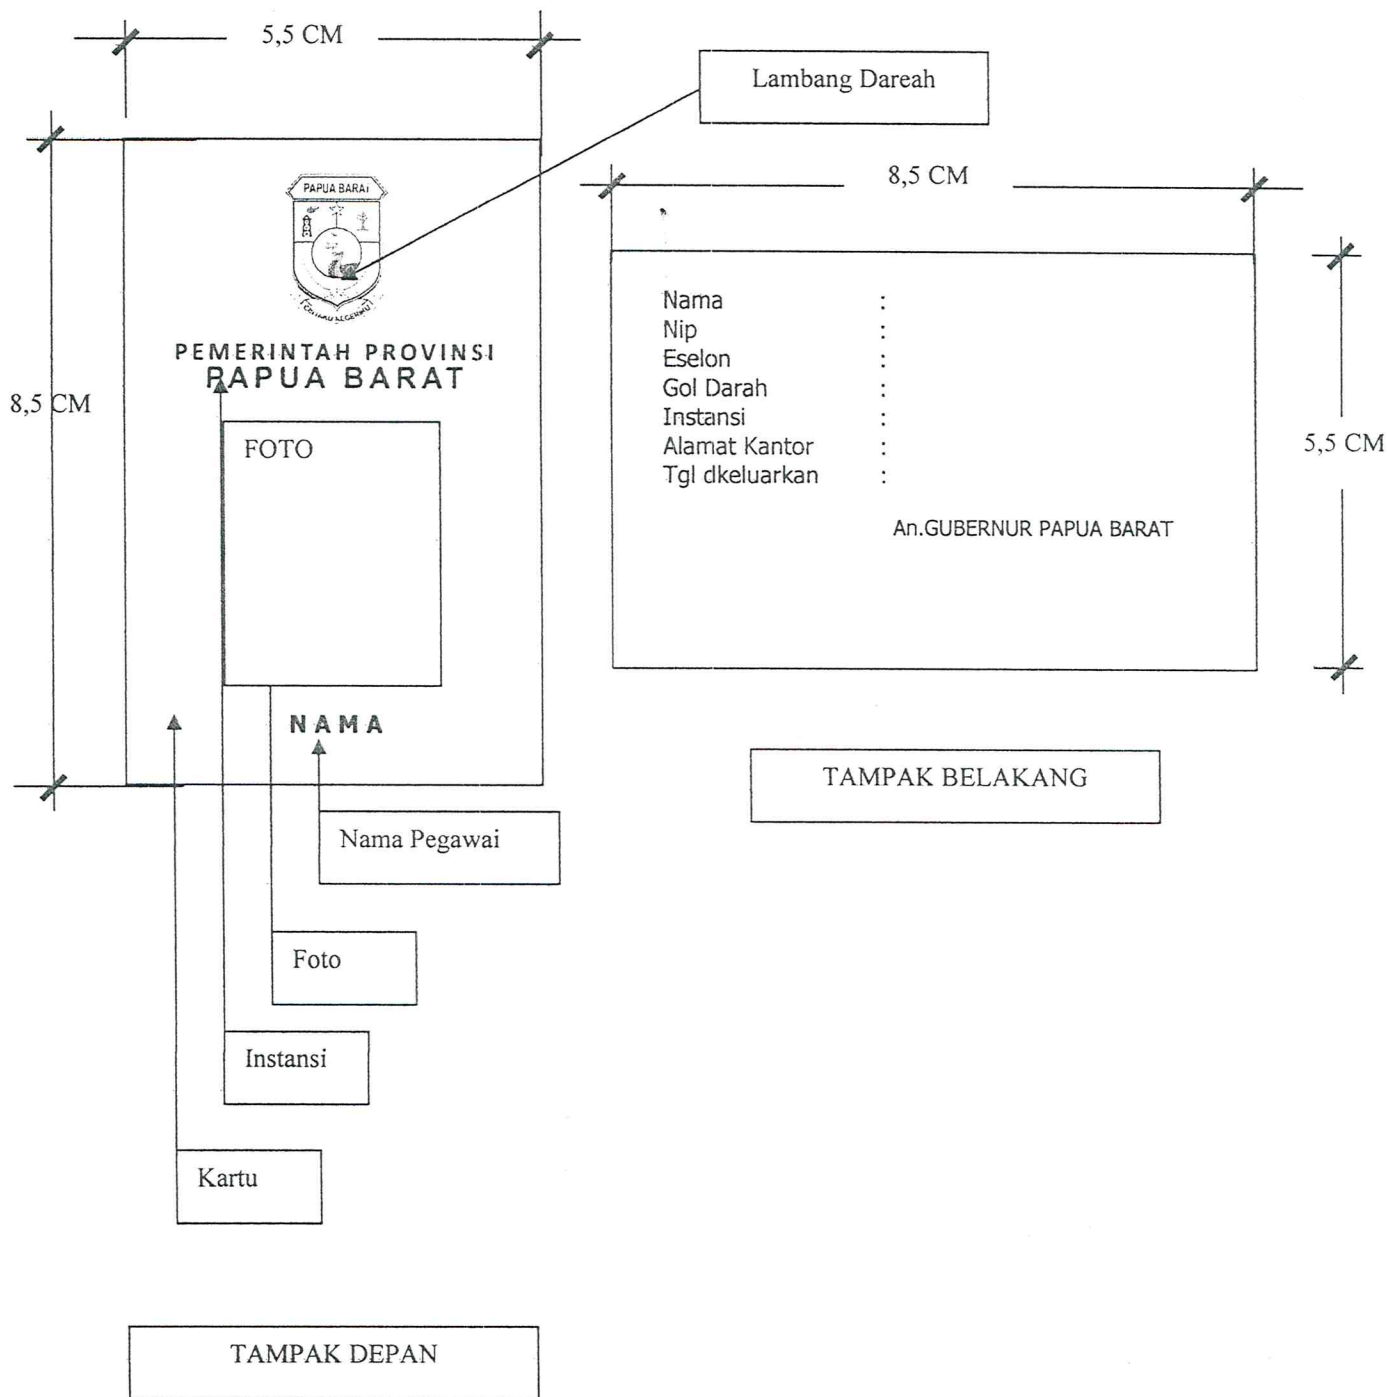 5,5 CM
Lambang Dareah
8,5 CM
PAPUA BARAT
PEMERINTAH PROVINSI
PAPUA BARAT
8,5 CM
FOTO
NAMA
Nama :
Nip :
Eselon :
Gol Darah :
Instansi :
Alamat Kantor :
Tgl dkeluarkan :
An.GUBERNUR PAPUA BARAT
5,5 CM
TAMPAK BELAKANG
Nama Pegawai
Foto
Instansi
Kartu
TAMPAK DEPAN